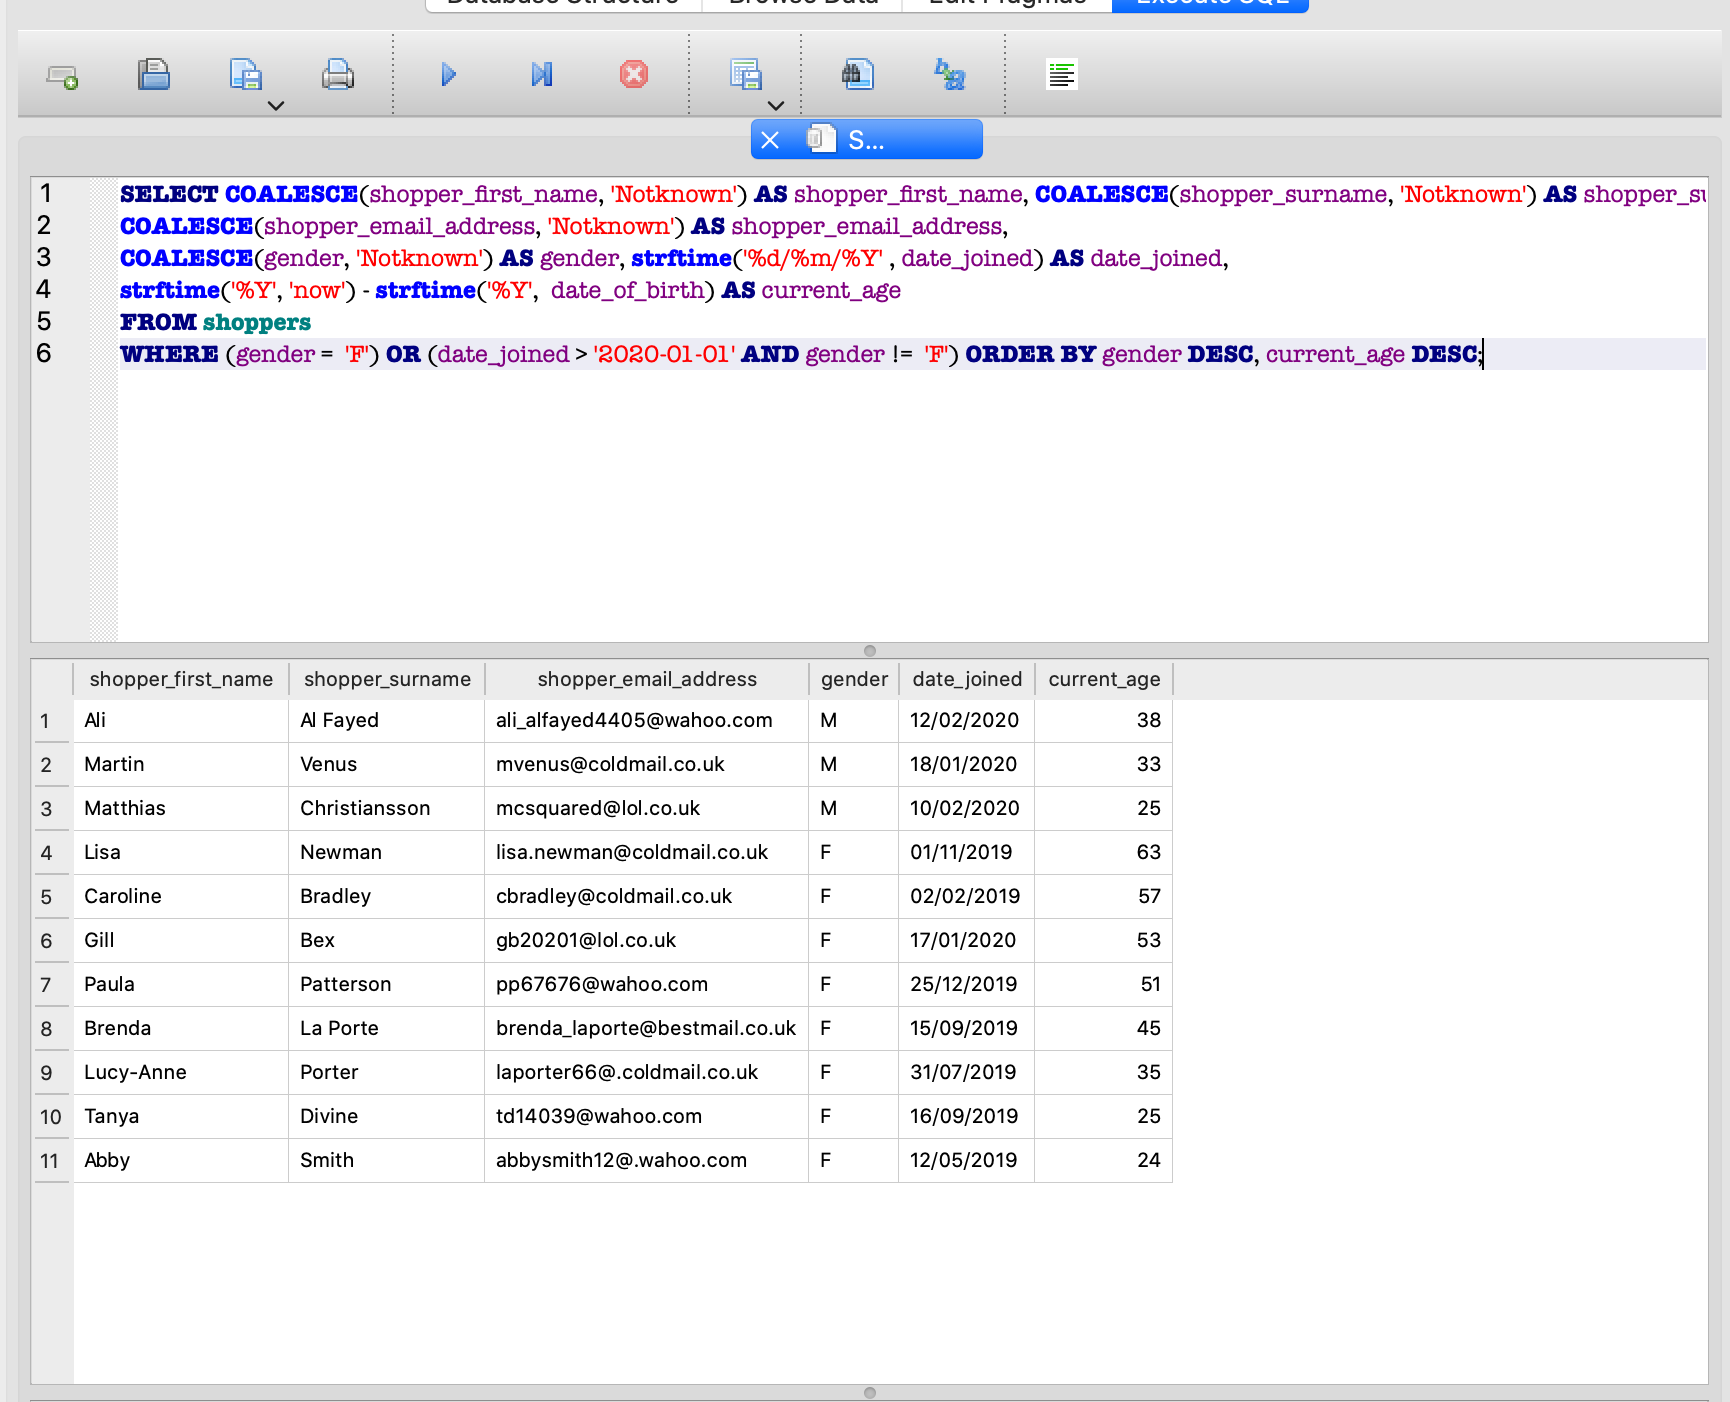 Database Structure Browse Data Edit Pragmas Execute SQL
S...
1 SELECT COALESCE(shopper_first_name, 'Notknown') AS shopper_first_name, COALESCE(shopper_surname, 'Notknown') AS shopper_su
2 COALESCE(shopper_email_address, 'Notknown') AS shopper_email_address,
3 COALESCE(gender, 'Notknown') AS gender, strftime('%d/%m/%Y' , date_joined) AS date_joined,
4 strftime('%Y', 'now') - strftime('%Y', date_of_birth) AS current_age
5 FROM shoppers
6 WHERE (gender = 'F') OR (date_joined > '2020-01-01' AND gender != 'F') ORDER BY gender DESC, current_age DESC;
shopper_first_name shopper_surname shopper_email_address gender date_joined current_age
1 Ali Al Fayed ali_alfayed4405@wahoo.com M 12/02/2020 38
2 Martin Venus mvenus@coldmail.co.uk M 18/01/2020 33
3 Matthias Christiansson mcsquared@lol.co.uk M 10/02/2020 25
4 Lisa Newman lisa.newman@coldmail.co.uk F 01/11/2019 63
5 Caroline Bradley cbradley@coldmail.co.uk F 02/02/2019 57
6 Gill Bex gb20201@lol.co.uk F 17/01/2020 53
7 Paula Patterson pp67676@wahoo.com F 25/12/2019 51
8 Brenda La Porte brenda_laporte@bestmail.co.uk F 15/09/2019 45
9 Lucy-Anne Porter laporter66@.coldmail.co.uk F 31/07/2019 35
10 Tanya Divine td14039@wahoo.com F 16/09/2019 25
11 Abby Smith abbysmith12@.wahoo.com F 12/05/2019 24